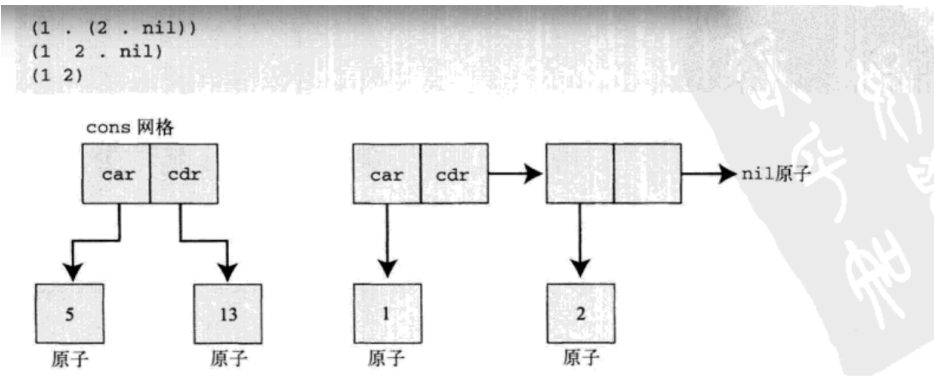 (1 . (2 . nil))
(1 2 . nil)
(1 2)
cons 网格
car cdr
5
原子
13
原子
car cdr
nil原子
1
原子
2
原子